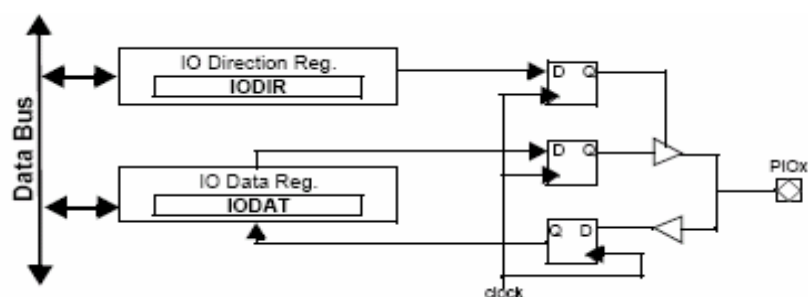 Data Bus
IO Direction Reg.
IODIR
D Q
IO Data Reg.
IODAT
D Q
Q D
PIOx
clock